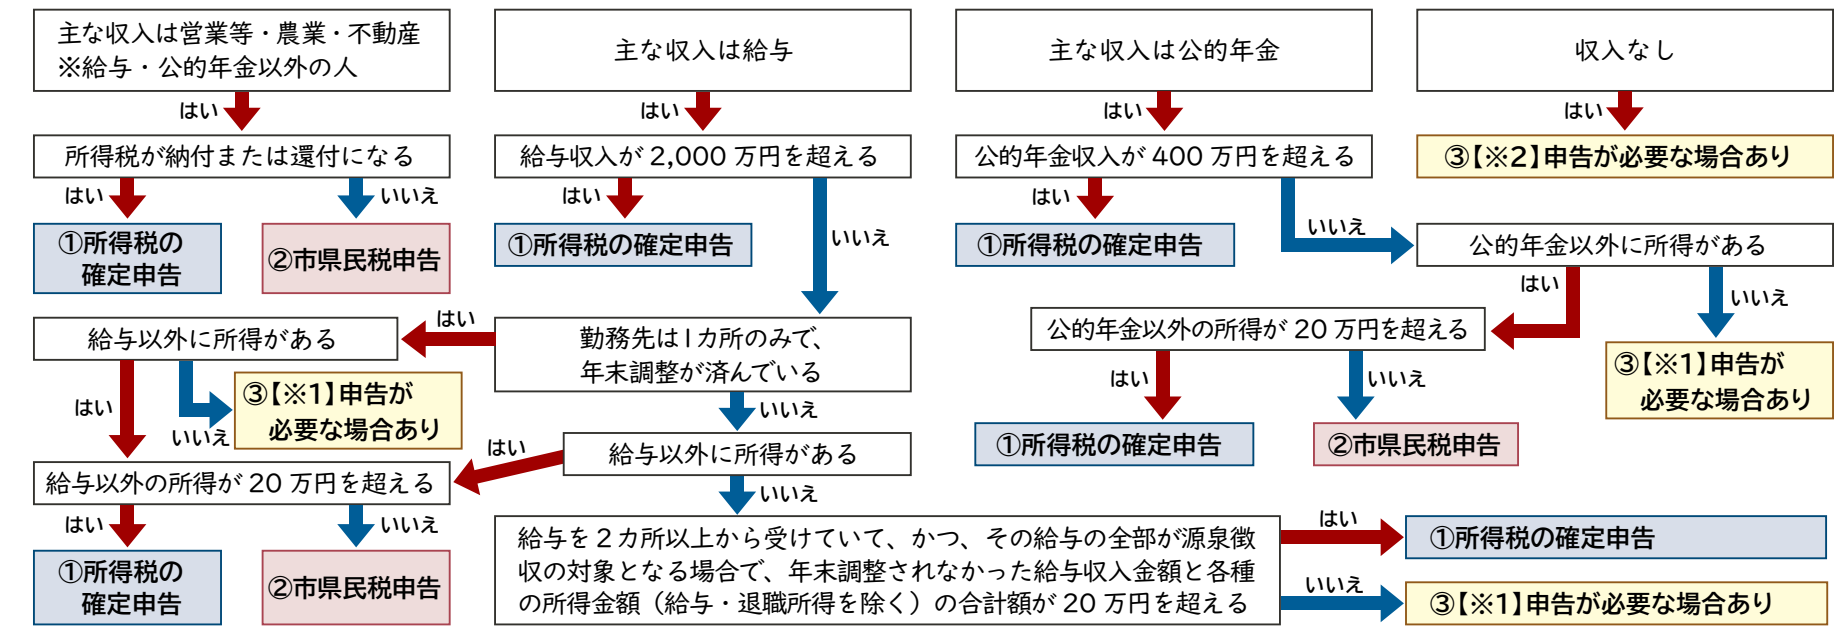 主な収入は営業等・農業・不動産
※給与・公的年金以外の人
はい
所得税が納付または還付になる
はい
いいえ
①所得税の
確定申告
②市県民税申告
主な収入は給与
はい
給与収入が 2,000 万円を超える
はい
いいえ
①所得税の確定申告
勤務先は1カ所のみで、
年末調整が済んでいる
はい
いいえ
給与以外に所得がある
はい
いいえ
③【※1】申告が
必要な場合あり
給与以外に所得がある
はい
いいえ
給与以外の所得が 20 万円を超える
はい
いいえ
①所得税の
確定申告
②市県民税申告
給与を2カ所以上から受けていて、かつ、その給与の全部が源泉徴
収の対象となる場合で、年末調整されなかった給与収入金額と各種
の所得金額（給与・退職所得を除く）の合計額が 20 万円を超える
はい
①所得税の確定申告
いいえ
③【※1】申告が必要な場合あり
主な収入は公的年金
はい
公的年金収入が 400 万円を超える
はい
いいえ
①所得税の確定申告
公的年金以外に所得がある
はい
いいえ
公的年金以外の所得が 20 万円を超える
③【※1】申告が
必要な場合あり
はい
いいえ
①所得税の確定申告
②市県民税申告
収入なし
はい
③【※2】申告が必要な場合あり